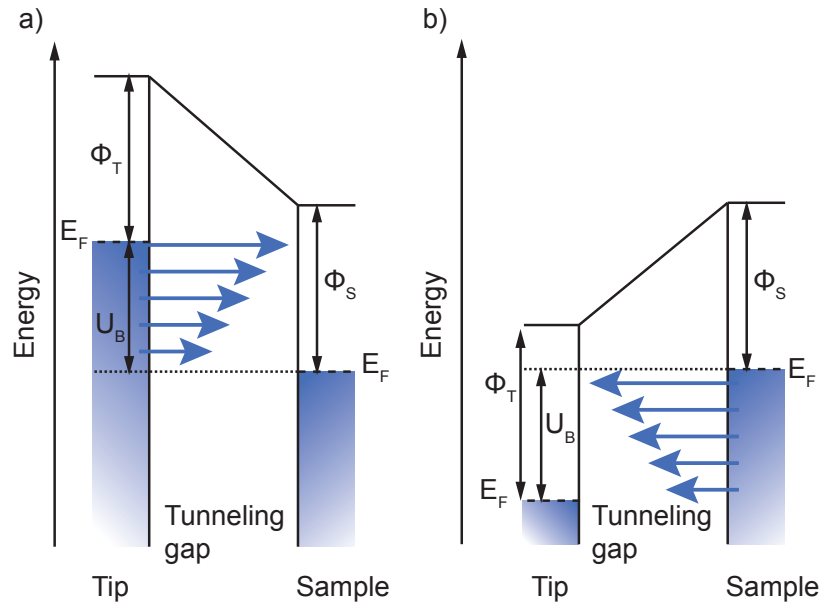 a)
Energy
Φ_T
E_F
U_B
Φ_S
E_F
Tunneling
gap
Tip
Sample
b)
Energy
Φ_S
Φ_T
U_B
E_F
E_F
Tunneling
gap
Tip
Sample